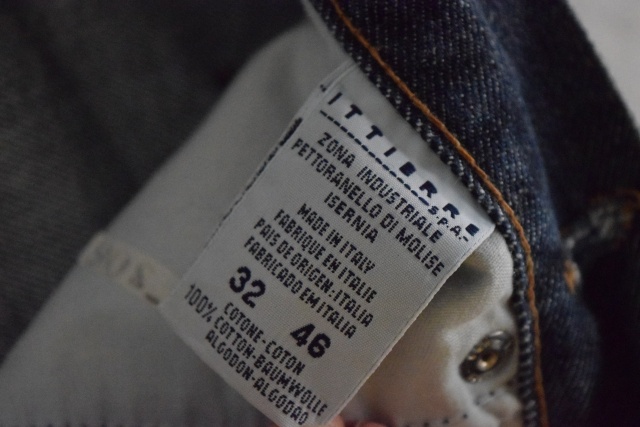 ITTIERRE
S.P.A.
ZONA INDUSTRIALE
PETTORANELLO DI MOLISE
ISERNIA
MADE IN ITALY
FABRIQUE EN ITALIE
PAIS DE ORIGEN:ITALIA
FABRICADO EM ITALIA
32 46
COTONE-COTON
100% COTTON-BAUMWOLLE
ALGODON-ALGODAO